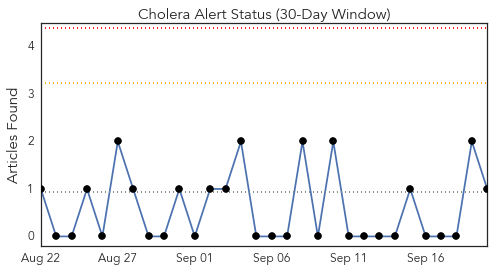 Cholera Alert Status (30-Day Window)
Articles Found
4
3
2
1
0
Aug 22
Aug 27
Sep 01
Sep 06
Sep 11
Sep 16